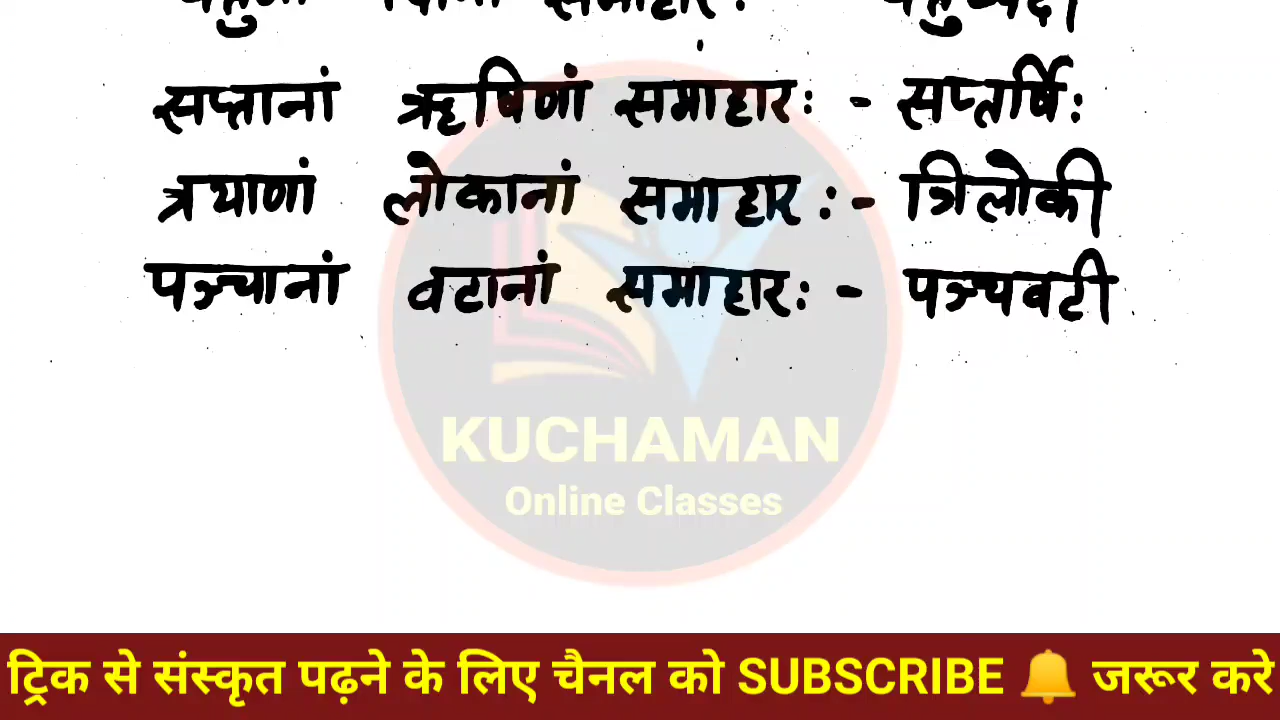 समाहारः
सप्तानां ऋषिणां समाहारः - सप्तर्षिः
त्रयाणां लोकानां समाहारः - त्रिलोकी
पञ्चानां वटानां समाहारः - पञ्चवटी
KUCHAMAN
Online Classes
ट्रिक से संस्कृत पढ़ने के लिए चैनल को SUBSCRIBE 🔔 जरूर करे